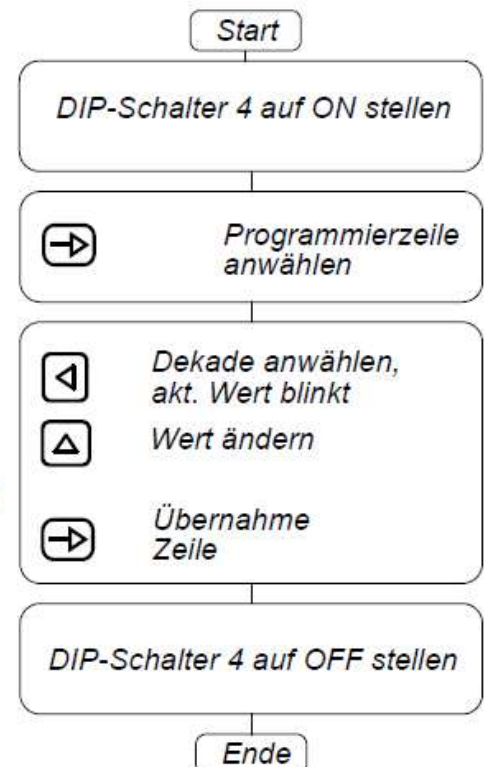 Start
DIP-Schalter 4 auf ON stellen
Programmierzeile
anwählen
Dekade anwählen,
akt. Wert blinkt
Wert ändern
Übernahme
Zeile
DIP-Schalter 4 auf OFF stellen
Ende